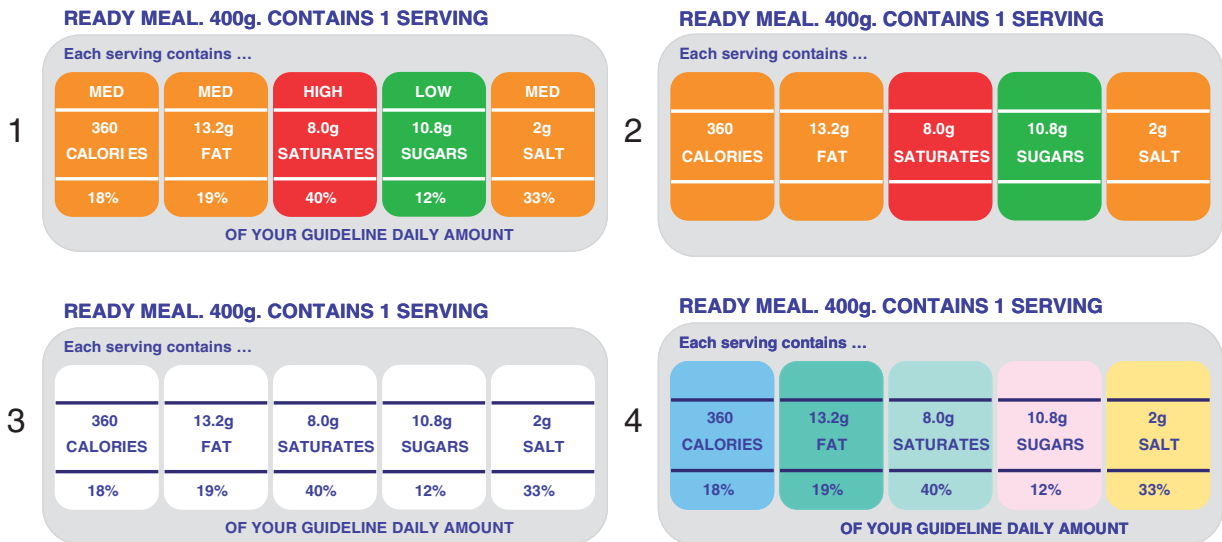 READY MEAL. 400g. CONTAINS 1 SERVING
Each serving contains …
1
MED MED HIGH LOW MED
360 13.2g 8.0g 10.8g 2g
CALORIES FAT SATURATES SUGARS SALT
18% 19% 40% 12% 33%
OF YOUR GUIDELINE DAILY AMOUNT
READY MEAL. 400g. CONTAINS 1 SERVING
Each serving contains …
2
360 13.2g 8.0g 10.8g 2g
CALORIES FAT SATURATES SUGARS SALT
READY MEAL. 400g. CONTAINS 1 SERVING
Each serving contains …
3
360 13.2g 8.0g 10.8g 2g
CALORIES FAT SATURATES SUGARS SALT
18% 19% 40% 12% 33%
OF YOUR GUIDELINE DAILY AMOUNT
READY MEAL. 400g. CONTAINS 1 SERVING
Each serving contains …
4
360 13.2g 8.0g 10.8g 2g
CALORIES FAT SATURATES SUGARS SALT
18% 19% 40% 12% 33%
OF YOUR GUIDELINE DAILY AMOUNT